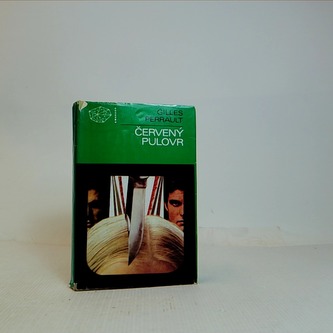 GILLES
PERRAULT
ČERVENÝ
PULOVR